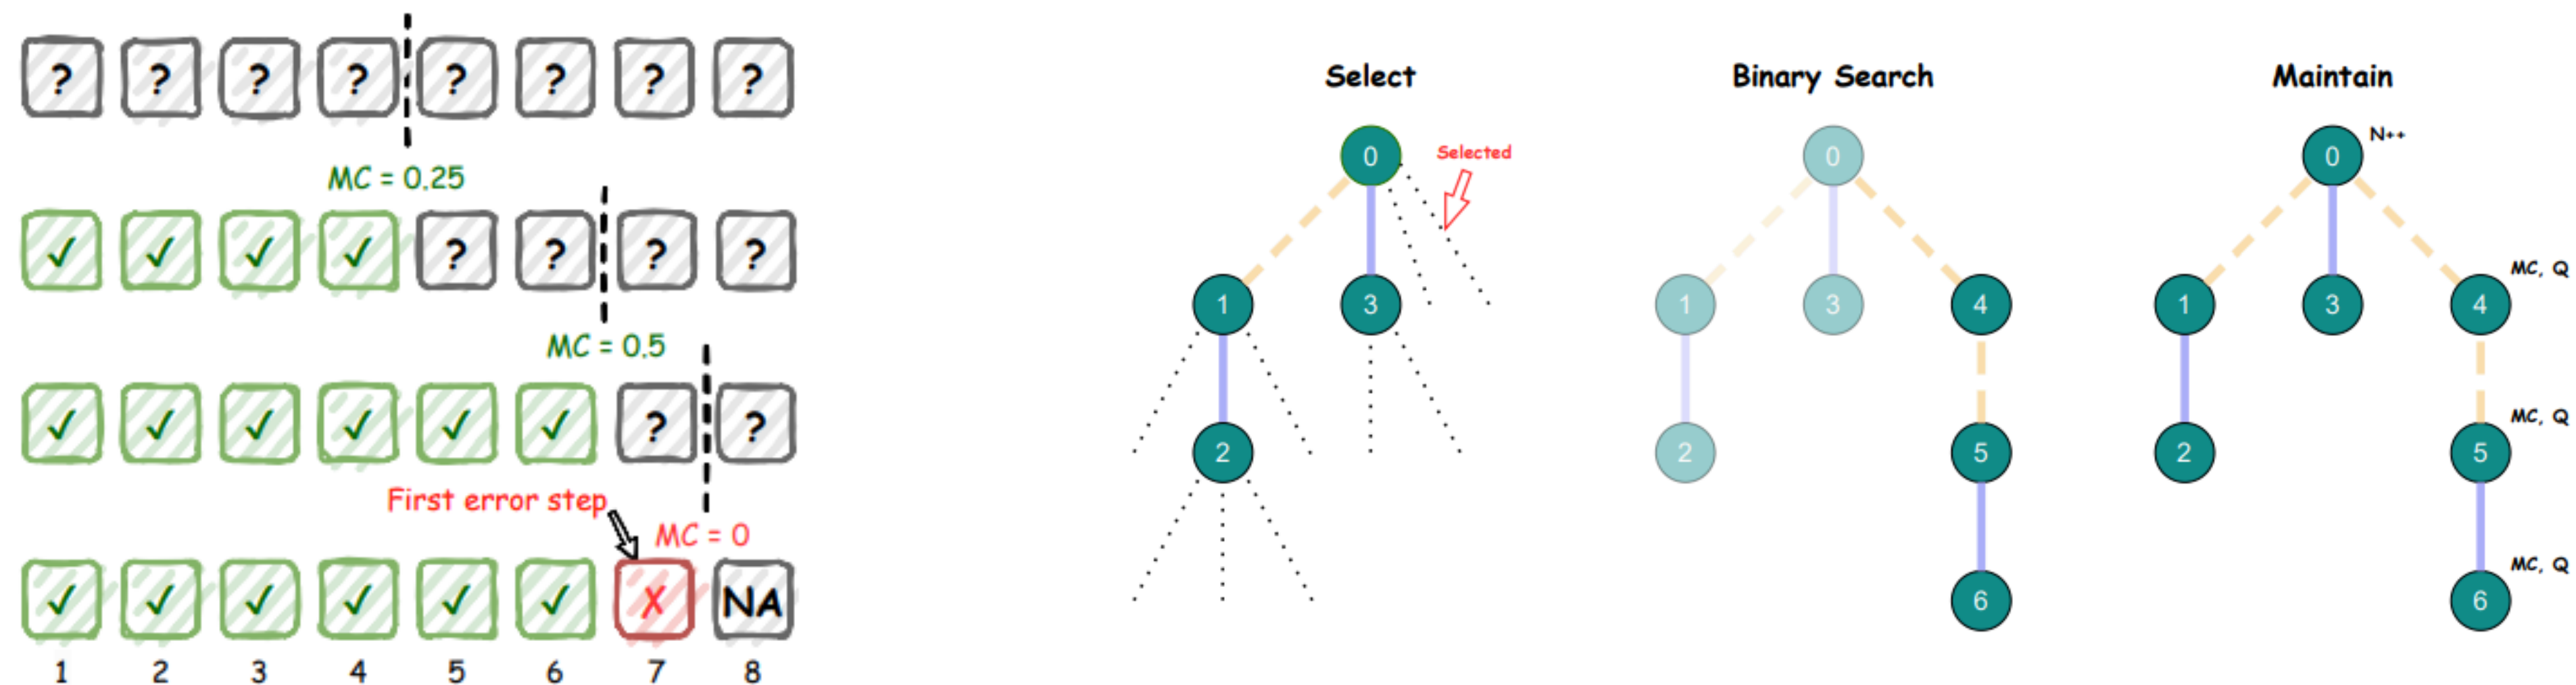 ? ? ? ? ? ? ? ?
MC = 0.25
✓ ✓ ✓ ✓ ? ? ? ?
MC = 0.5
✓ ✓ ✓ ✓ ✓ ✓ ? ?
First error step
MC = 0
✓ ✓ ✓ ✓ ✓ ✓ X NA
1 2 3 4 5 6 7 8
Select
0
Selected
1 3
2
Binary Search
0
1 3 4
2 5
6
Maintain
0 N++
1 3 4 MC, Q
2 5 MC, Q
6 MC, Q